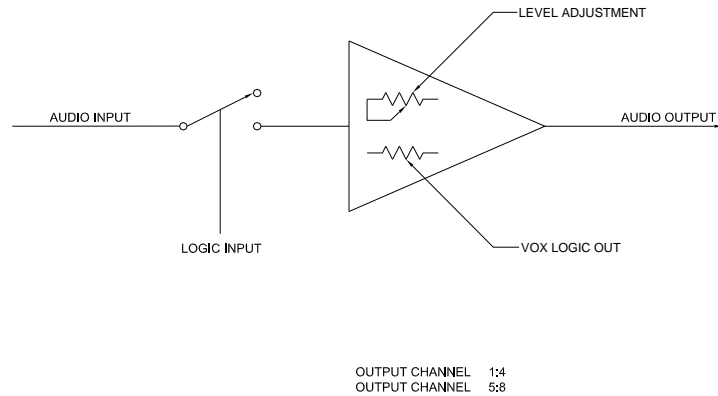 LEVEL ADJUSTMENT
AUDIO INPUT
AUDIO OUTPUT
LOGIC INPUT
VOX LOGIC OUT
OUTPUT CHANNEL 1:4
OUTPUT CHANNEL 5:8